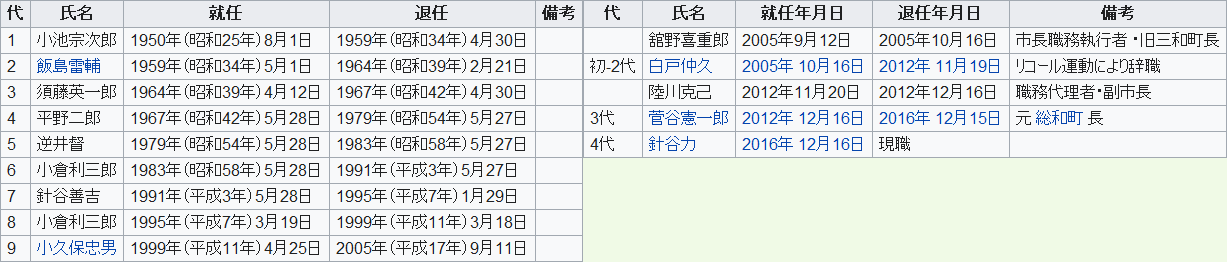 代 氏名 就任 退任 備考
1 小池宗次郎 1950年(昭和25年)8月1日 1959年(昭和34年)4月30日
2 飯島雷輔 1959年(昭和34年)5月1日 1964年(昭和39年)2月21日
3 須藤英一郎 1964年(昭和39年)4月12日 1967年(昭和42年)4月30日
4 平野二郎 1967年(昭和42年)5月28日 1979年(昭和54年)5月27日
5 逆井督 1979年(昭和54年)5月28日 1983年(昭和58年)5月27日
6 小倉利三郎 1983年(昭和58年)5月28日 1991年(平成3年)5月27日
7 針谷善吉 1991年(平成3年)5月28日 1995年(平成7年)1月29日
8 小倉利三郎 1995年(平成7年)3月19日 1999年(平成11年)3月18日
9 小久保忠男 1999年(平成11年)4月25日 2005年(平成17年)9月11日
代 氏名 就任年月日 退任年月日 備考
舘野喜重郎 2005年9月12日 2005年10月16日 市長職務執行者・旧三和町長
初-2代 白戸仲久 2005年 10月16日 2012年 11月19日 リコール運動により辞職
陸川克己 2012年11月20日 2012年12月16日 職務代理者・副市長
3代 菅谷憲一郎 2012年 12月16日 2016年 12月15日 元 総和町 長
4代 針谷力 2016年 12月16日 現職